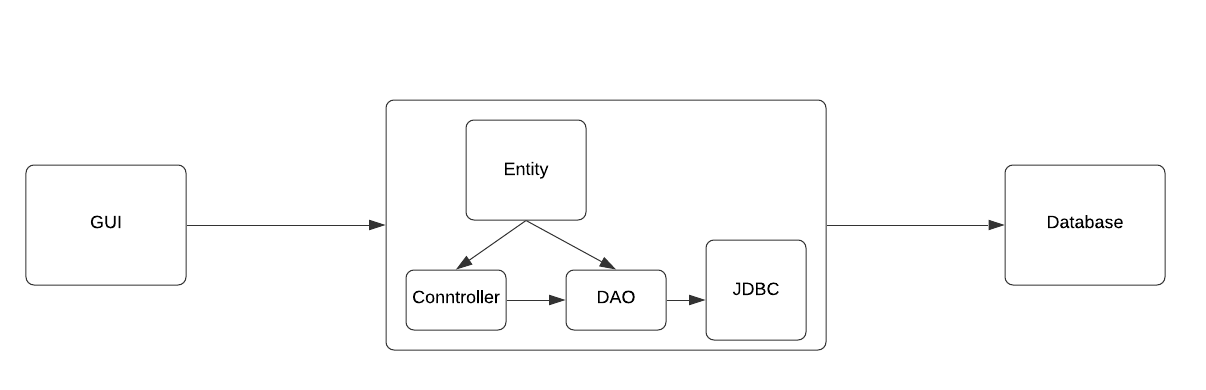 Entity
GUI
Database
Conntroller
DAO
JDBC